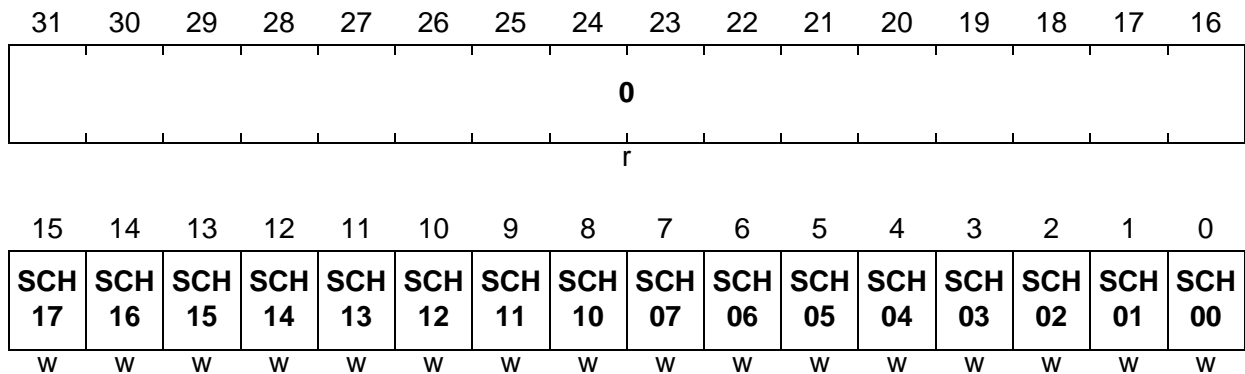 31 30 29 28 27 26 25 24 23 22 21 20 19 18 17 16
0
r
15 14 13 12 11 10 9 8 7 6 5 4 3 2 1 0
SCH SCH SCH SCH SCH SCH SCH SCH SCH SCH SCH SCH SCH SCH SCH SCH
17 16 15 14 13 12 11 10 07 06 05 04 03 02 01 00
w w w w w w w w w w w w w w w w